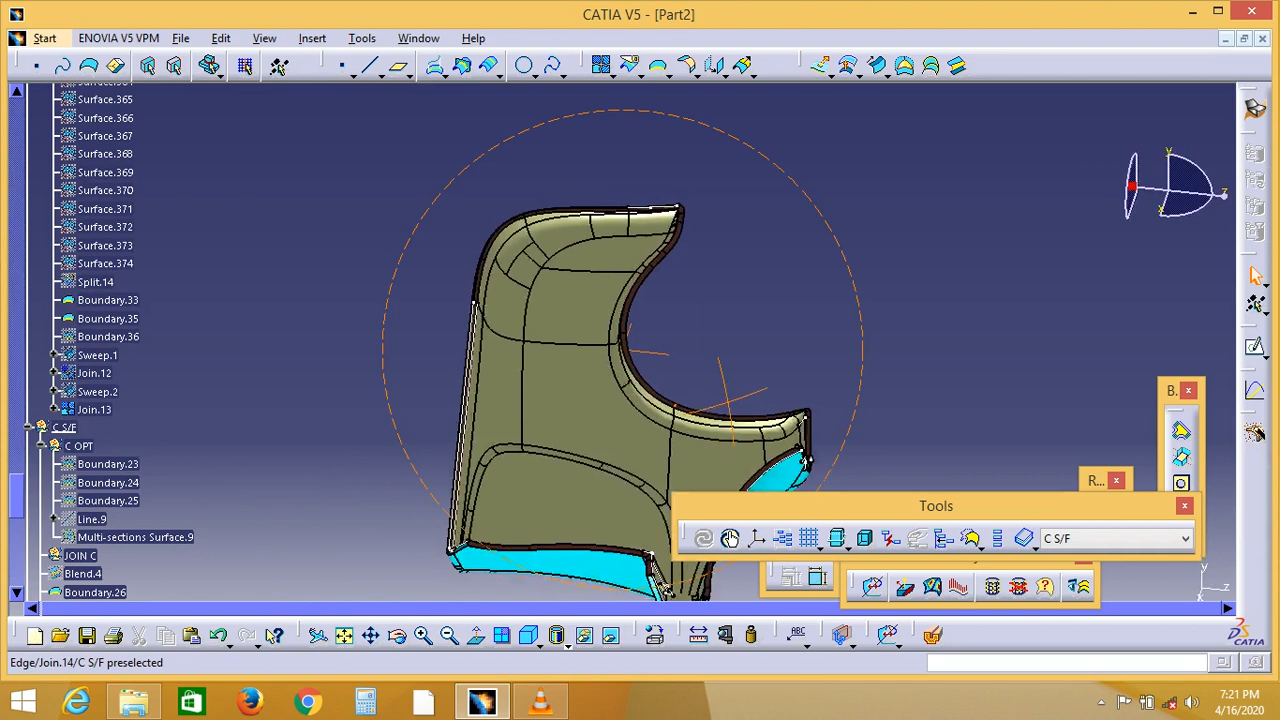 CATIA V5 - [Part2]
Start
ENOVIA V5 VPM
File
Edit
View
Insert
Tools
Window
Help
Surface.365
Surface.366
Surface.367
Surface.368
Surface.369
Surface.370
Surface.371
Surface.372
Surface.373
Surface.374
Split.14
Boundary.33
Boundary.35
Boundary.36
Sweep.1
Join.12
Sweep.2
Join.13
C S/F
C OPT
Boundary.23
Boundary.24
Boundary.25
Line.9
Multi-sections Surface.9
JOIN C
Blend.4
Boundary.26
y
z
x
B.
R...
Tools
C S/F
y
z
x
ABC
CATIA
Edge/Join.14/C S/F preselected
7:21 PM
4/16/2020